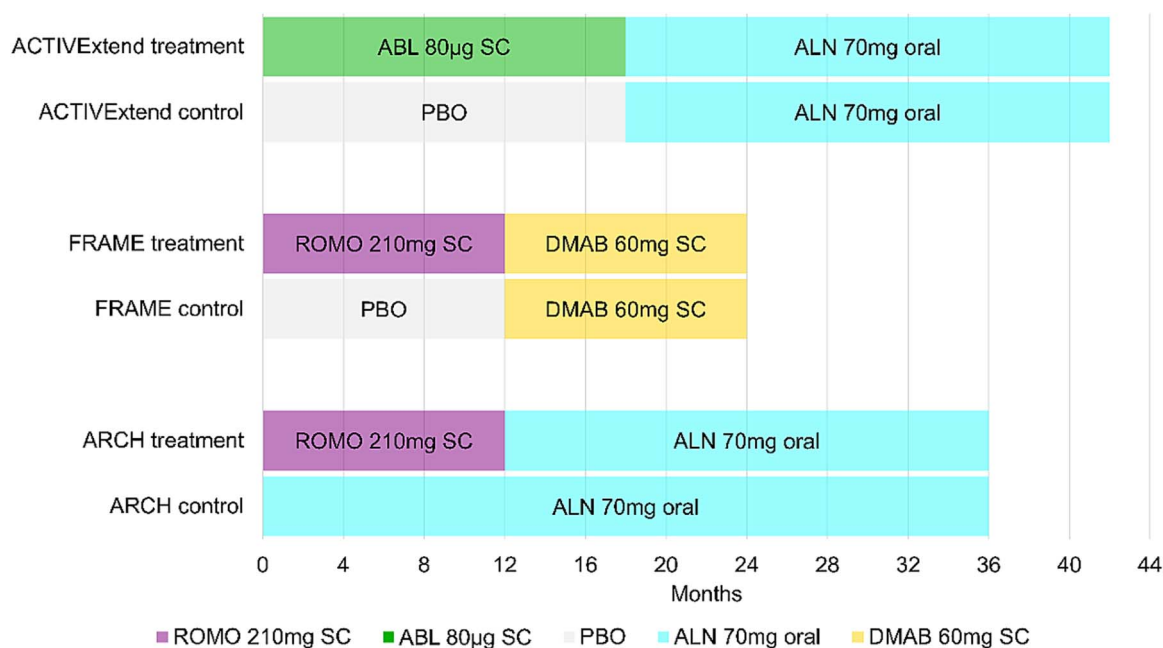 ACTIVExtend treatment ABL 80µg SC ALN 70mg oral
ACTIVExtend control PBO ALN 70mg oral
FRAME treatment ROMO 210mg SC DMAB 60mg SC
FRAME control PBO DMAB 60mg SC
ARCH treatment ROMO 210mg SC ALN 70mg oral
ARCH control ALN 70mg oral
0 4 8 12 16 20 24 28 32 36 40 44
Months
ROMO 210mg SC ABL 80µg SC PBO ALN 70mg oral DMAB 60mg SC